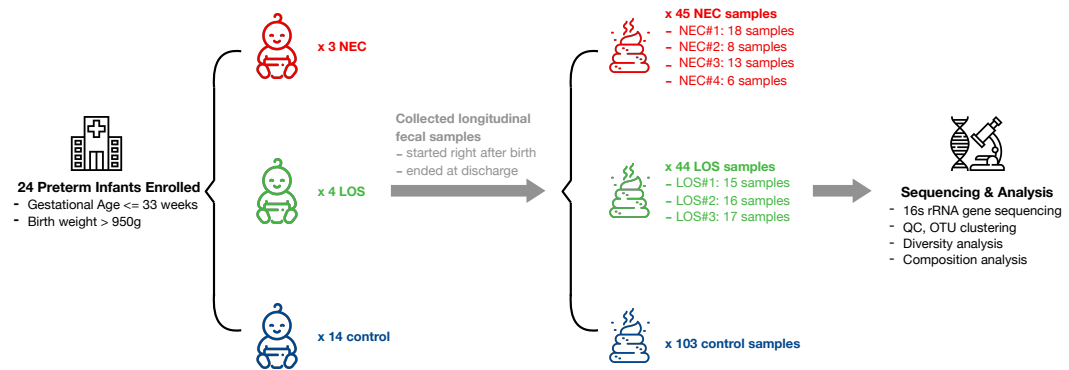 24 Preterm Infants Enrolled
- Gestational Age <= 33 weeks
- Birth weight > 950g
x 3 NEC
x 4 LOS
x 14 control
Collected longitudinal
fecal samples
– started right after birth
– ended at discharge
x 45 NEC samples
– NEC#1: 18 samples
– NEC#2: 8 samples
– NEC#3: 13 samples
– NEC#4: 6 samples
x 44 LOS samples
– LOS#1: 15 samples
– LOS#2: 16 samples
– LOS#3: 17 samples
x 103 control samples
Sequencing & Analysis
- 16s rRNA gene sequencing
- QC, OTU clustering
- Diversity analysis
- Composition analysis